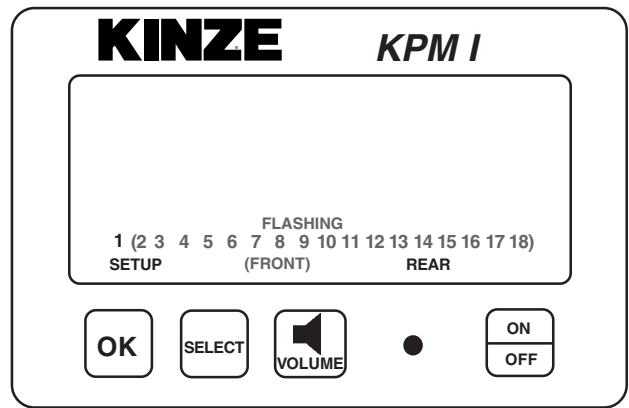 KINZE KPM I
FLASHING
1 (2 3 4 5 6 7 8 9 10 11 12 13 14 15 16 17 18)
SETUP (FRONT) REAR
OK SELECT VOLUME ON
OFF